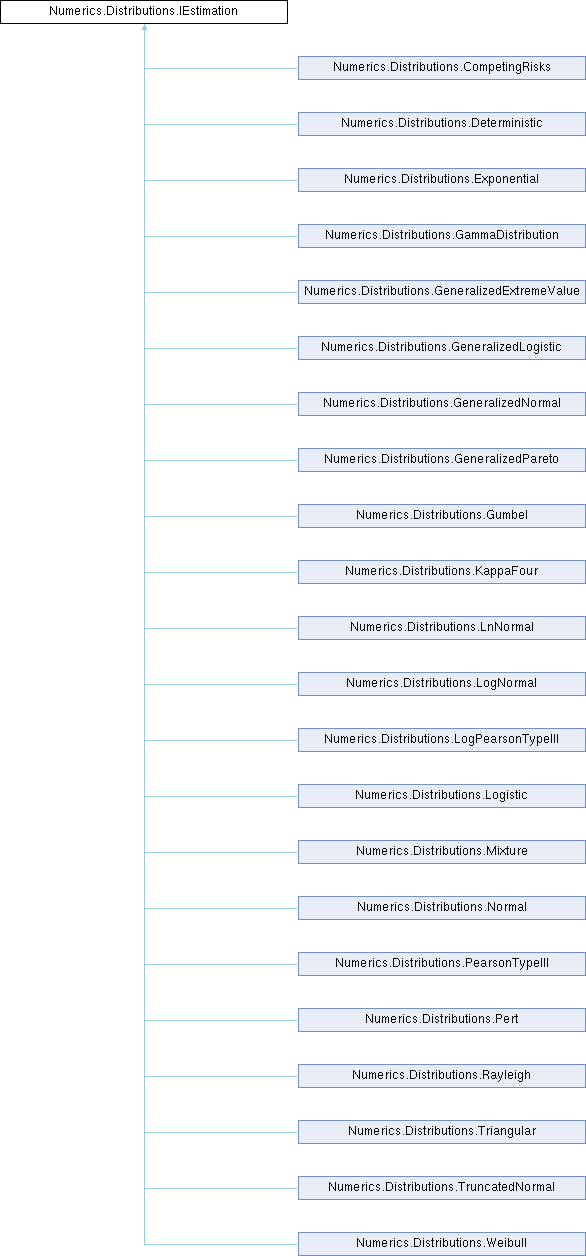 Numerics.Distributions.IEstimation
Numerics.Distributions.CompetingRisks
Numerics.Distributions.Deterministic
Numerics.Distributions.Exponential
Numerics.Distributions.GammaDistribution
Numerics.Distributions.GeneralizedExtremeValue
Numerics.Distributions.GeneralizedLogistic
Numerics.Distributions.GeneralizedNormal
Numerics.Distributions.GeneralizedPareto
Numerics.Distributions.Gumbel
Numerics.Distributions.KappaFour
Numerics.Distributions.LnNormal
Numerics.Distributions.LogNormal
Numerics.Distributions.LogPearsonTypeIII
Numerics.Distributions.Logistic
Numerics.Distributions.Mixture
Numerics.Distributions.Normal
Numerics.Distributions.PearsonTypeIII
Numerics.Distributions.Pert
Numerics.Distributions.Rayleigh
Numerics.Distributions.Triangular
Numerics.Distributions.TruncatedNormal
Numerics.Distributions.Weibull